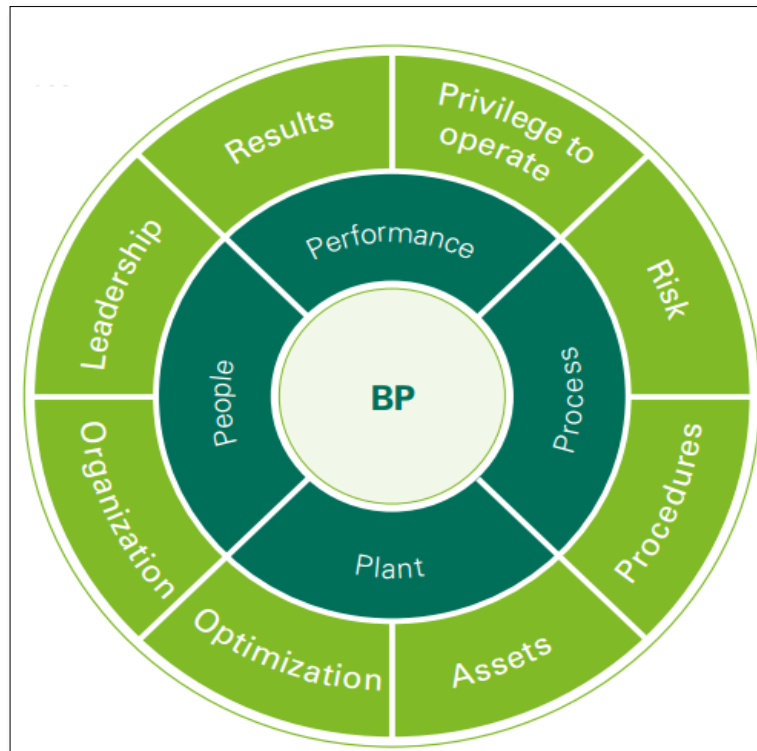 Results
Privilege to
operate
Leadership
Performance
Risk
People
BP
Process
Organization
Plant
Procedures
Optimization
Assets